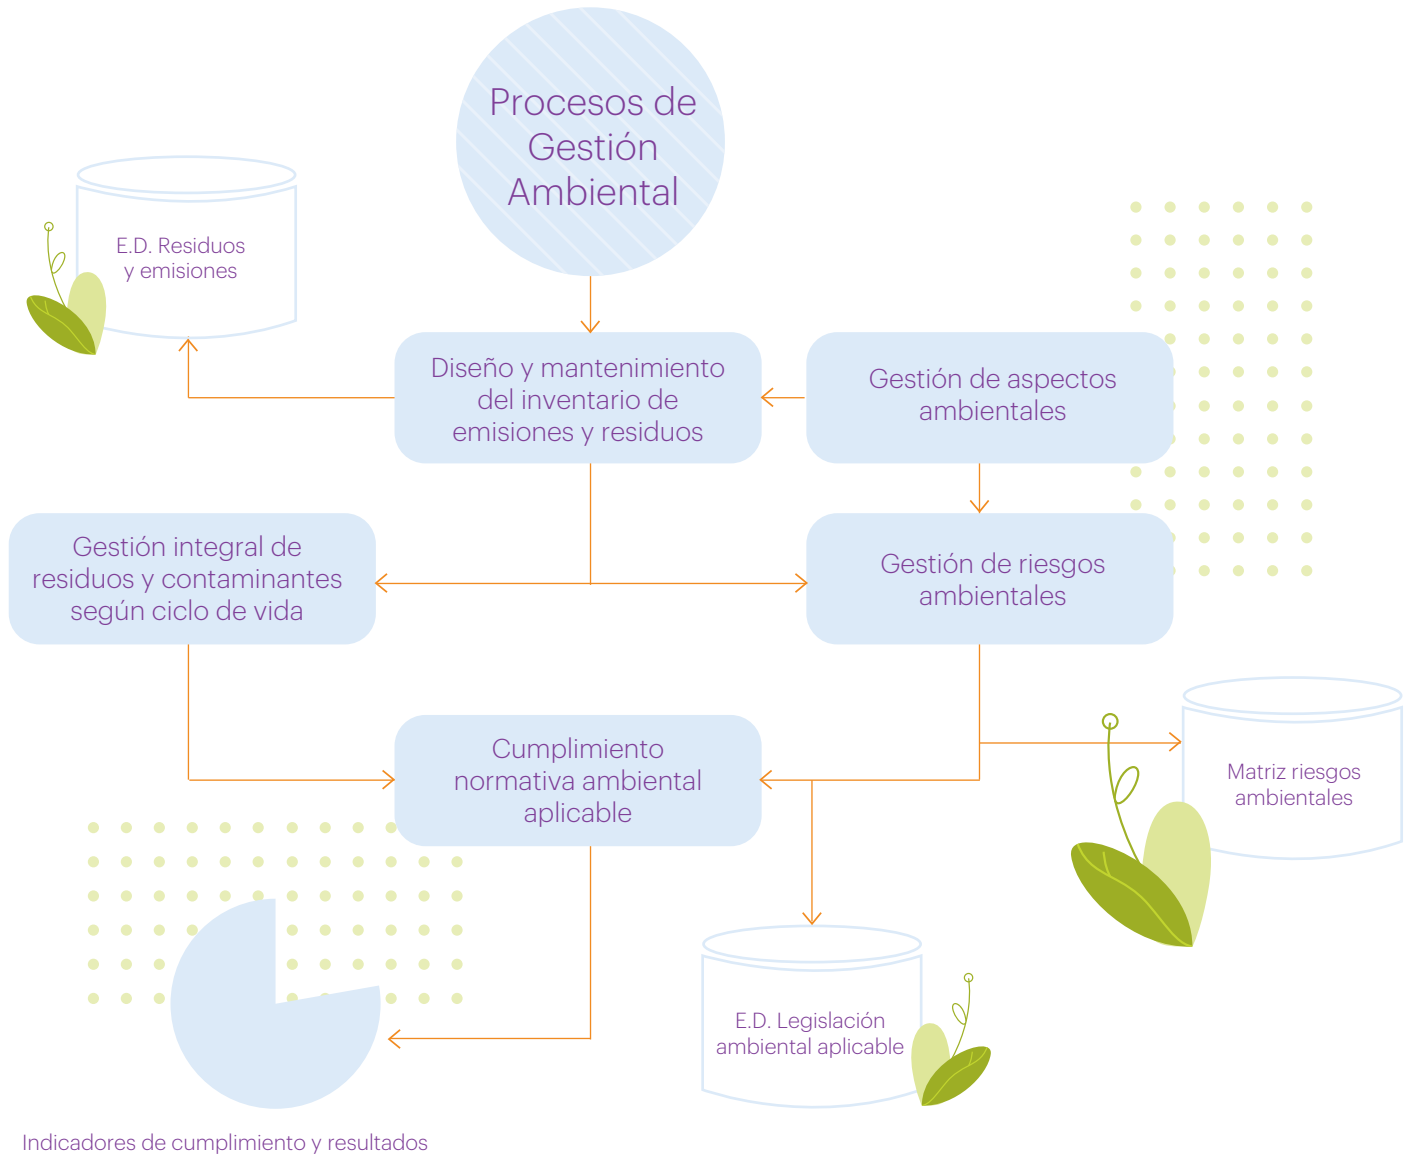 Procesos de
Gestión
Ambiental
E.D. Residuos
y emisiones
Diseño y mantenimiento
del inventario de
emisiones y residuos
Gestión de aspectos
ambientales
Gestión integral de
residuos y contaminantes
según ciclo de vida
Gestión de riesgos
ambientales
Cumplimiento
normativa ambiental
aplicable
Matriz riesgos
ambientales
E.D. Legislación
ambiental aplicable
Indicadores de cumplimiento y resultados